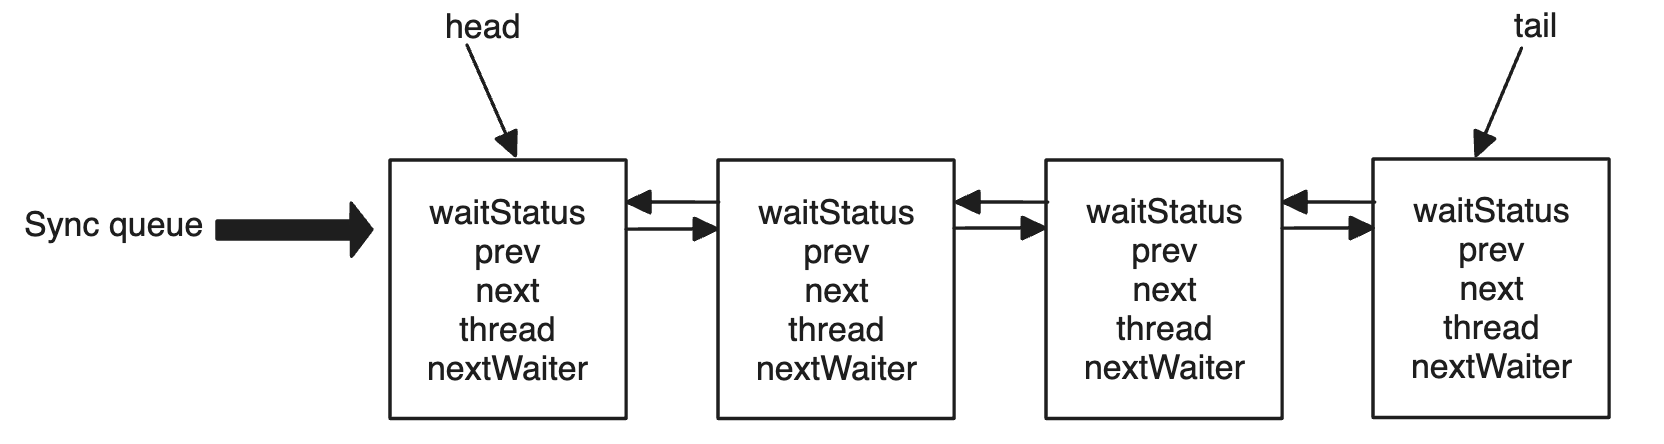 head
tail
Sync queue
waitStatus
prev
next
thread
nextWaiter
waitStatus
prev
next
thread
nextWaiter
waitStatus
prev
next
thread
nextWaiter
waitStatus
prev
next
thread
nextWaiter